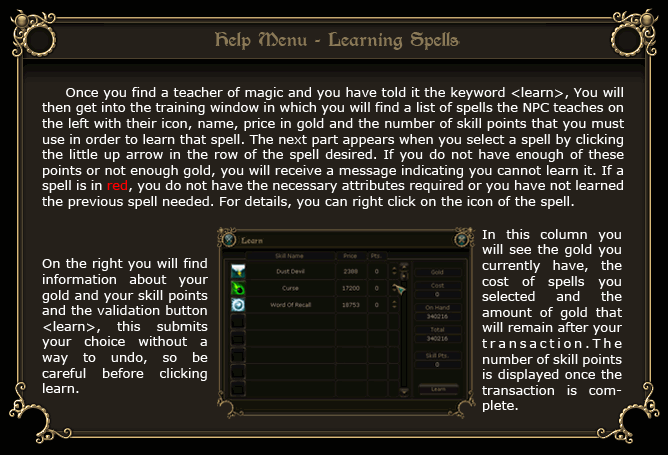 Help Menu - Learning Spells
Once you find a teacher of magic and you have told it the keyword <learn>, You will
then get into the training window in which you will find a list of spells the NPC teaches on
the left with their icon, name, price in gold and the number of skill points that you must
use in order to learn that spell. The next part appears when you select a spell by clicking
the little up arrow in the row of the spell desired. If you do not have enough of these
points or not enough gold, you will receive a message indicating you cannot learn it. If a
spell is in red, you do not have the necessary attributes required or you have not learned
the previous spell needed. For details, you can right click on the icon of the spell.
On the right you will find
information about your
gold and your skill points
and the validation button
<learn>, this submits
your choice without a
way to undo, so be
careful before clicking
learn.
Learn
Skill Name Price Pts.
Dust Devil 2388 0
Curse 17200 0
Word Of Recall 18753 0
Gold
Cost
0
On Hand
340216
Total
340216
Skill Pts.
0
Learn
In this column you
will see the gold you
currently have, the
cost of spells you
selected and the
amount of gold that
will remain after your
transaction.The
number of skill points
is displayed once the
transaction is com-
plete.